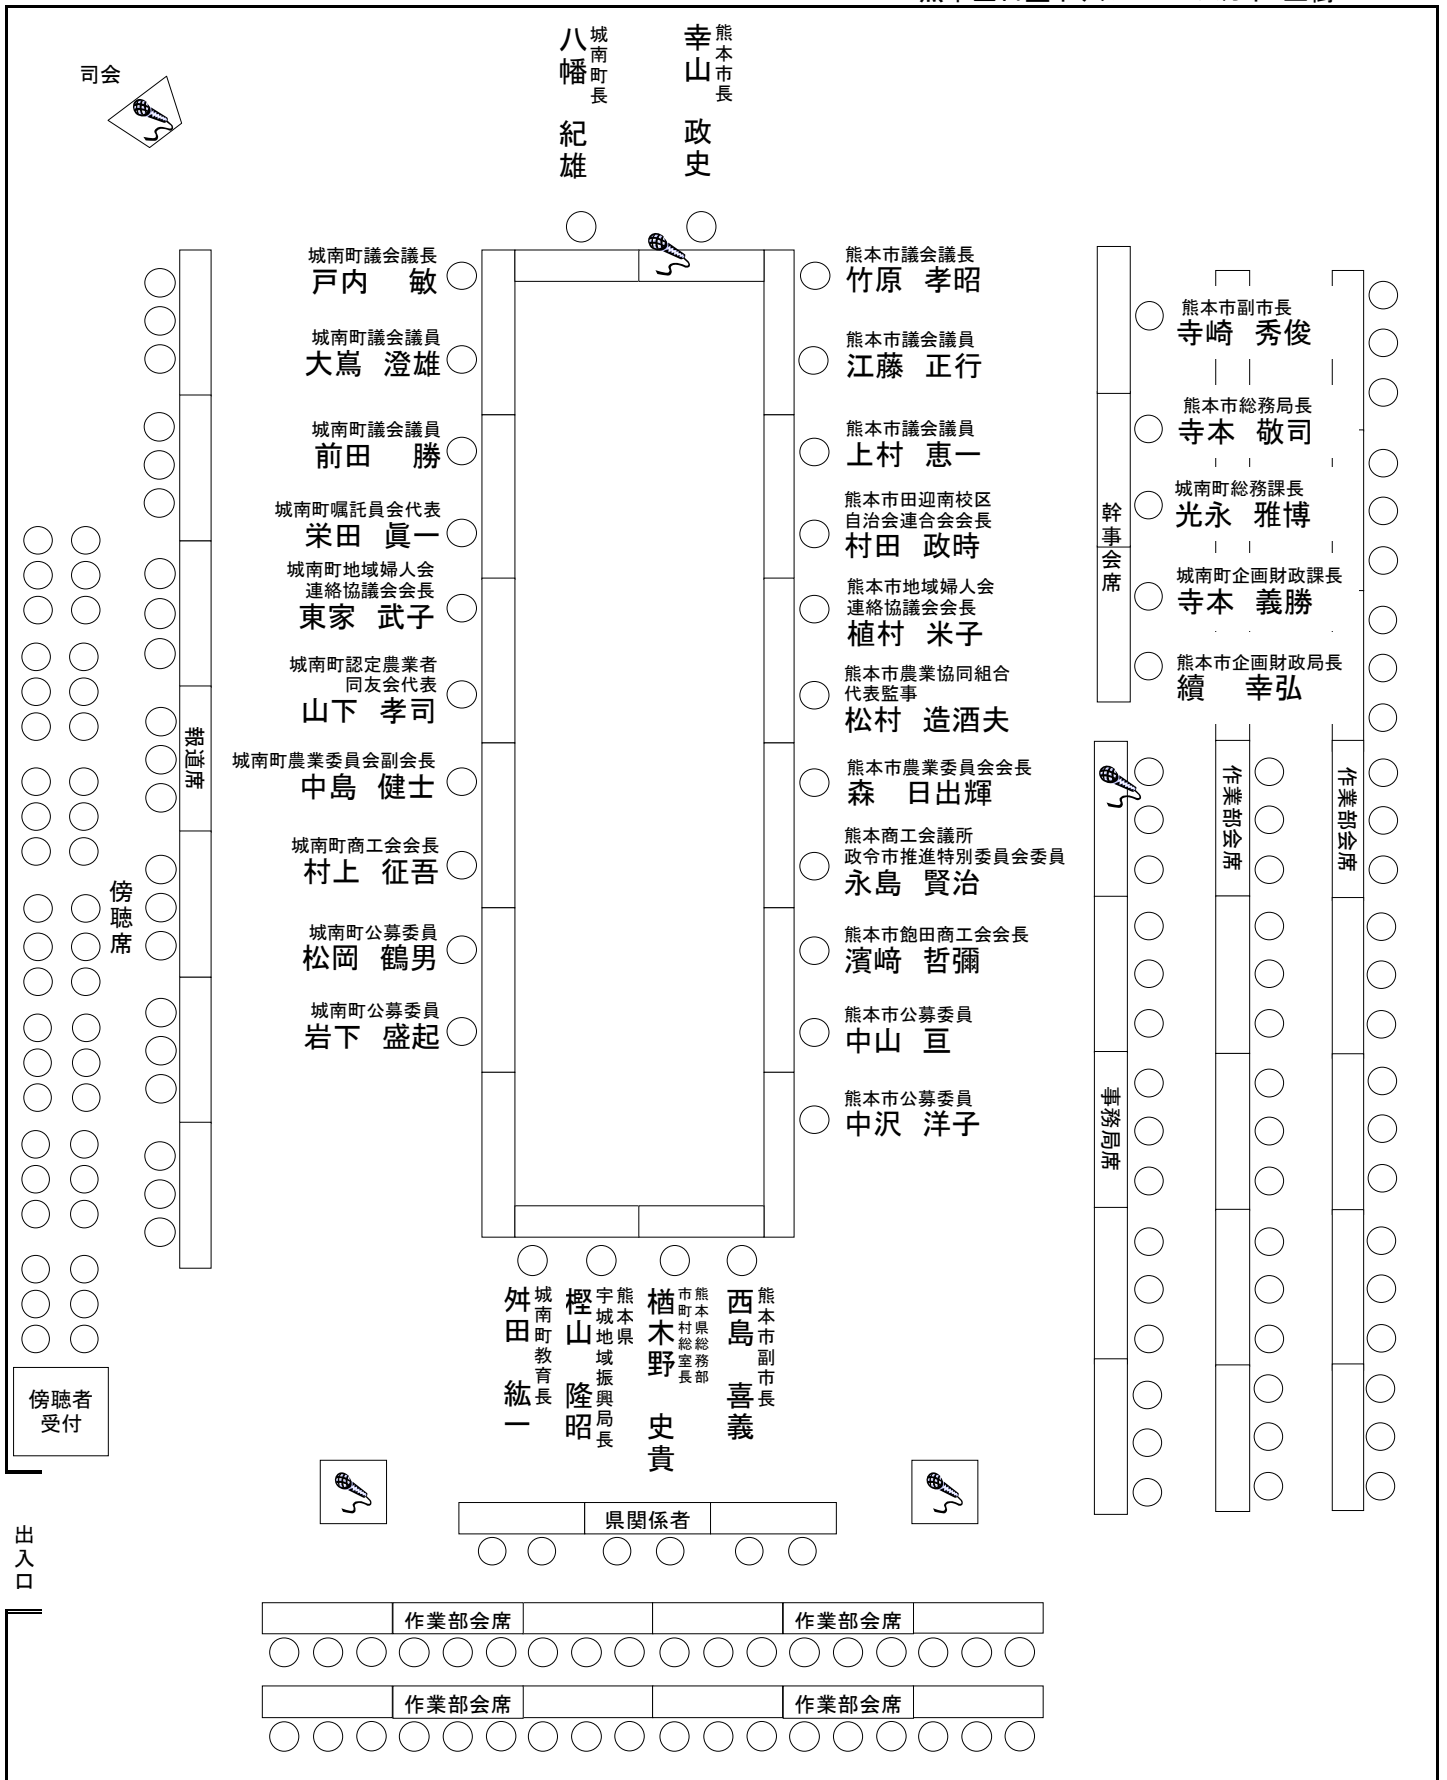 司会
城南町長
八幡 紀雄
熊本市長
幸山 政史
城南町議会議長
戸内 敏
城南町議会議員
大嶌 澄雄
城南町議会議員
前田 勝
城南町嘱託員会代表
栄田 眞一
城南町地域婦人会
連絡協議会会長
東家 武子
城南町認定農業者
同友会代表
山下 孝司
城南町農業委員会副会長
中島 健士
城南町商工会会長
村上 征吾
城南町公募委員
松岡 鶴男
城南町公募委員
岩下 盛起
熊本市議会議長
竹原 孝昭
熊本市議会議員
江藤 正行
熊本市議会議員
上村 恵一
熊本市田迎南校区
自治会連合会会長
村田 政時
熊本市地域婦人会
連絡協議会会長
植村 米子
熊本市農業協同組合
代表監事
松村 造酒夫
熊本市農業委員会会長
森 日出輝
熊本商工会議所
政令市推進特別委員会委員
永島 賢治
熊本市飽田商工会会長
濱﨑 哲彌
熊本市公募委員
中山 亘
熊本市公募委員
中沢 洋子
熊本市副市長
寺崎 秀俊
熊本市総務局長
寺本 敬司
城南町総務課長
光永 雅博
城南町企画財政課長
寺本 義勝
熊本市企画財政局長
續 幸弘
幹事会席
報道席
傍聴席
作業部会席
作業部会席
事務局席
城南町教育長
舛田 紘一
熊本県
宇城地域振興局長
樫山 隆昭
熊本県総務部
市町村総室長
楢木野 史貴
熊本市副市長
西島 喜義
傍聴者
受付
出入口
県関係者
作業部会席
作業部会席
作業部会席
作業部会席